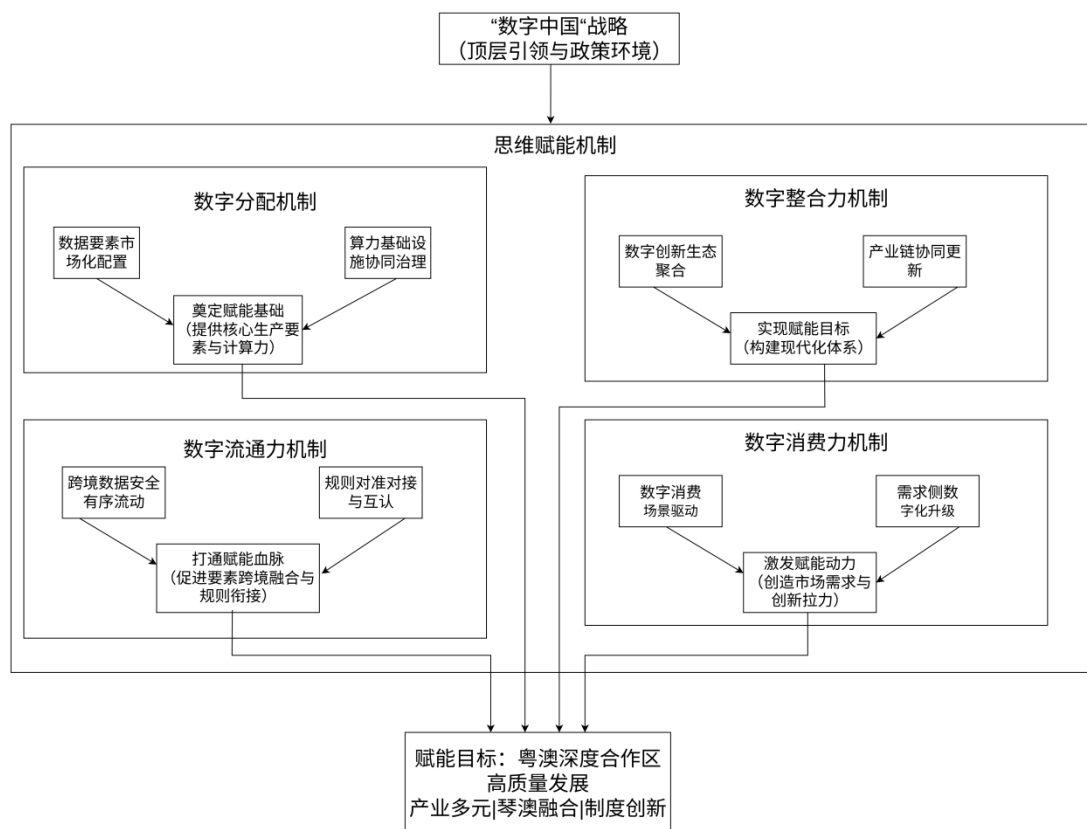 “数字中国“战略
（顶层引领与政策环境）
思维赋能机制
数字分配机制
数据要素市
场化配置
算力基础设
施协同治理
奠定赋能基础
（提供核心生产要
素与计算力）
数字整合力机制
数字创新生态
聚合
产业链协同更
新
实现赋能目标
（构建现代化体系）
数字流通力机制
跨境数据安全
有序流动
规则对准对接
与互认
打通赋能血脉
（促进要素跨境融合与
规则衔接）
数字消费力机制
数字消费
场景驱动
需求侧数
字化升级
激发赋能动力
（创造市场需求与
创新拉力）
赋能目标：粤澳深度合作区
高质量发展
产业多元|琴澳融合|制度创新